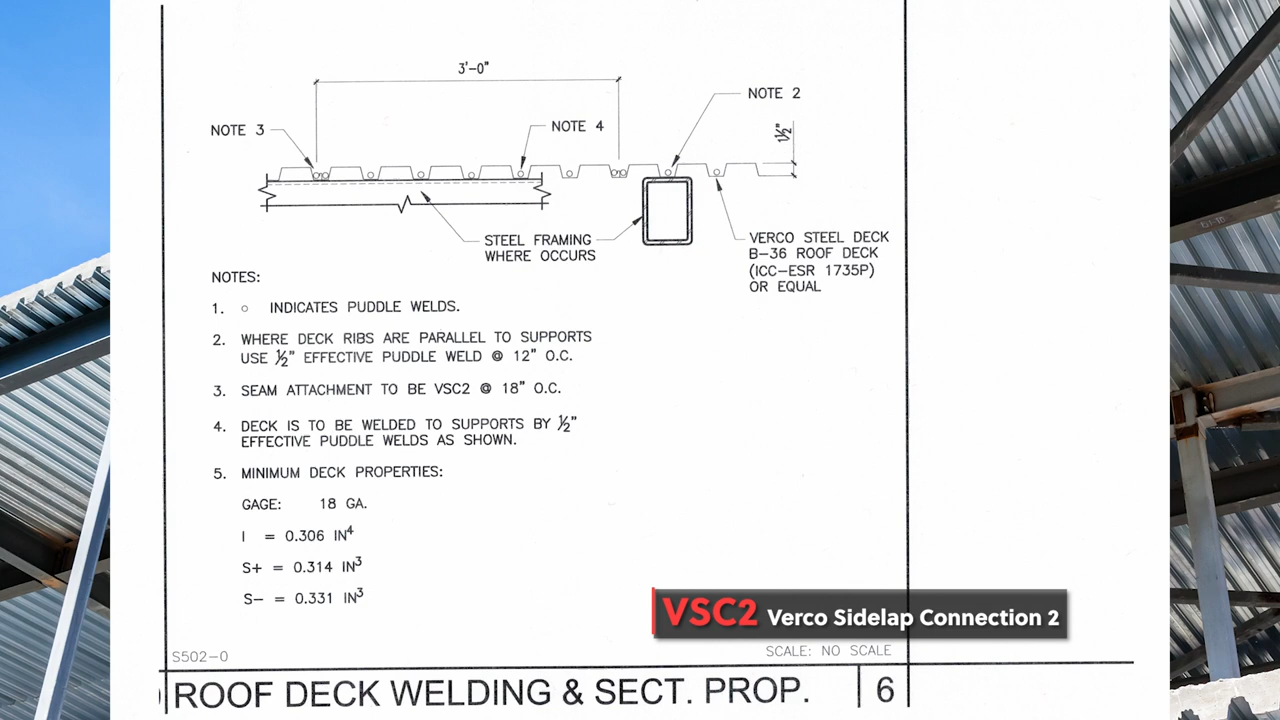 3'-0"
NOTE 2
NOTE 3
NOTE 4
1½"
STEEL FRAMING
WHERE OCCURS
VERCO STEEL DECK
B-36 ROOF DECK
(ICC-ESR 1735P)
OR EQUAL
NOTES:
1. ○ INDICATES PUDDLE WELDS.
2. WHERE DECK RIBS ARE PARALLEL TO SUPPORTS
USE ½" EFFECTIVE PUDDLE WELD @ 12" O.C.
3. SEAM ATTACHMENT TO BE VSC2 @ 18" O.C.
4. DECK IS TO BE WELDED TO SUPPORTS BY ½"
EFFECTIVE PUDDLE WELDS AS SHOWN.
5. MINIMUM DECK PROPERTIES:
GAGE: 18 GA.
I = 0.306 IN⁴
S+ = 0.314 IN³
S- = 0.331 IN³
VSC2 Verco Sidelap Connection 2
S502-0
SCALE: NO SCALE
ROOF DECK WELDING & SECT. PROP.
6